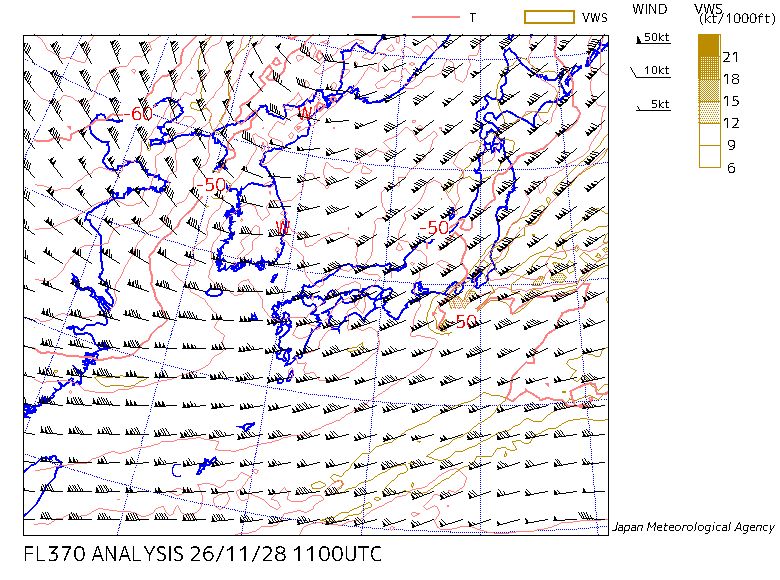 T
VWS
WIND
50kt
10kt
5kt
VWS
(kt/1000ft)
21
18
15
12
9
6
-60
W
-50
W
-50
-50
Japan Meteorological Agency
FL370 ANALYSIS 26/11/28 1100UTC